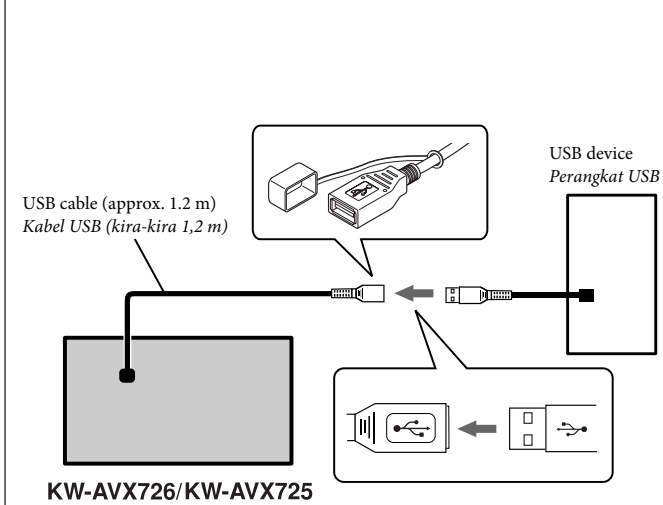 USB device
Perangkat USB
USB cable (approx. 1.2 m)
Kabel USB (kira-kira 1,2 m)
KW-AVX726/KW-AVX725